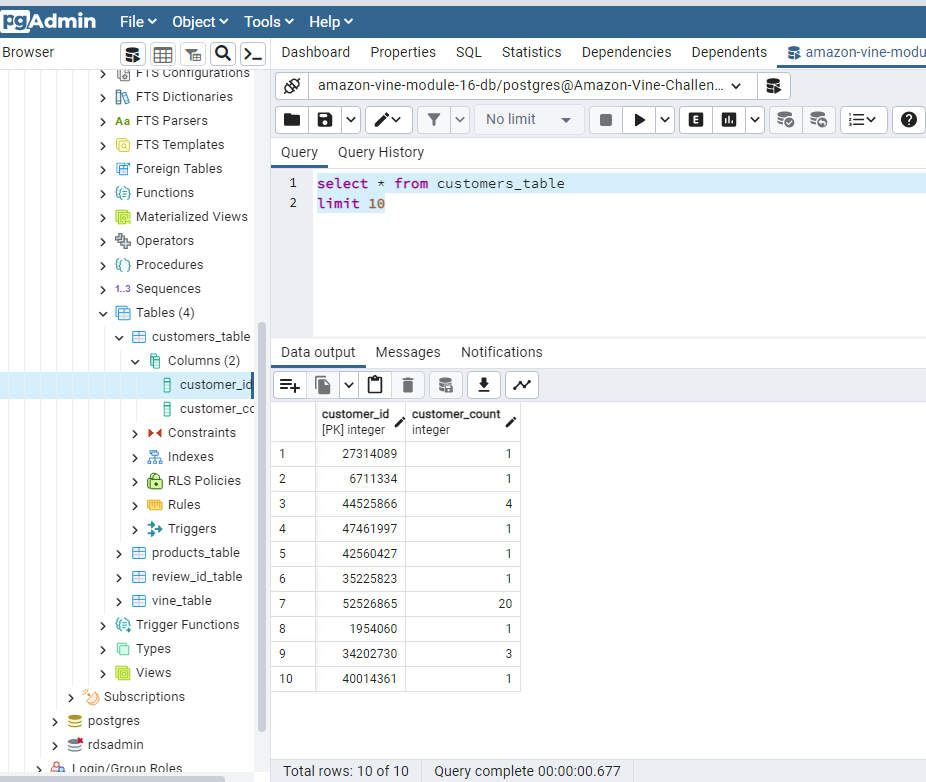 pgAdmin File Object Tools Help
Browser Dashboard Properties SQL Statistics Dependencies Dependents amazon-vine-modu
FTS Configurations
FTS Dictionaries
Aa FTS Parsers
FTS Templates
Foreign Tables
Functions
Materialized Views
Operators
Procedures
1..3 Sequences
Tables (4)
customers_table
Columns (2)
customer_id
customer_co
Constraints
Indexes
RLS Policies
Rules
Triggers
products_table
review_id_table
vine_table
Trigger Functions
Types
Views
Subscriptions
postgres
rdsadmin
Login/Group Roles
amazon-vine-module-16-db/postgres@Amazon-Vine-Challen...
No limit E
Query Query History
1 select * from customers_table
2 limit 10
Data output Messages Notifications
customer_id customer_count
[PK] integer integer
1 27314089 1
2 6711334 1
3 44525866 4
4 47461997 1
5 42560427 1
6 35225823 1
7 52526865 20
8 1954060 1
9 34202730 3
10 40014361 1
Total rows: 10 of 10 Query complete 00:00:00.677